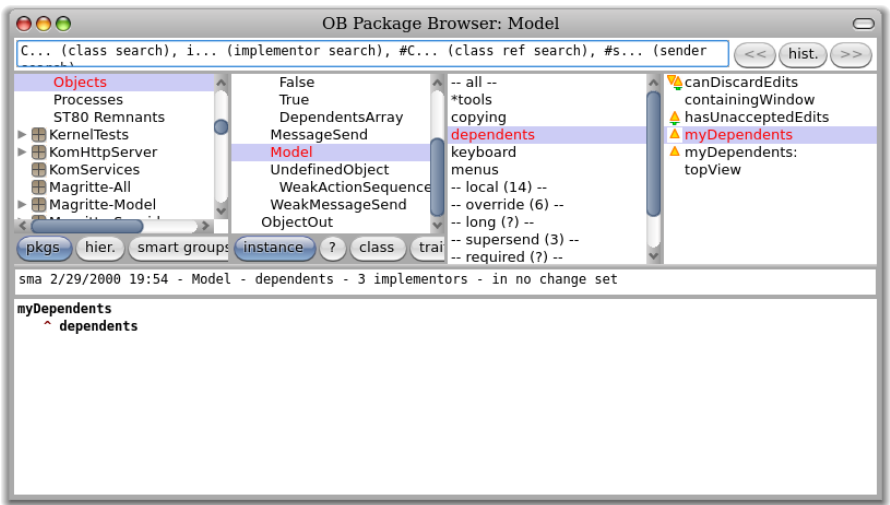 OB Package Browser: Model
C... (class search), i... (implementor search), #C... (class ref search), #s... (sender
search)
<< hist. >>
Objects
Processes
ST80 Remnants
KernelTests
KomHttpServer
KomServices
Magritte-All
Magritte-Model
False
True
DependentsArray
MessageSend
Model
UndefinedObject
WeakActionSequence
WeakMessageSend
ObjectOut
-- all --
*tools
copying
dependents
keyboard
menus
-- local (14) --
-- override (6) --
-- long (?) --
-- supersend (3) --
-- required (?) --
canDiscardEdits
containingWindow
hasUnacceptedEdits
myDependents
myDependents:
topView
pkgs hier. smart groups instance ? class trai
sma 2/29/2000 19:54 - Model - dependents - 3 implementors - in no change set
myDependents
^ dependents